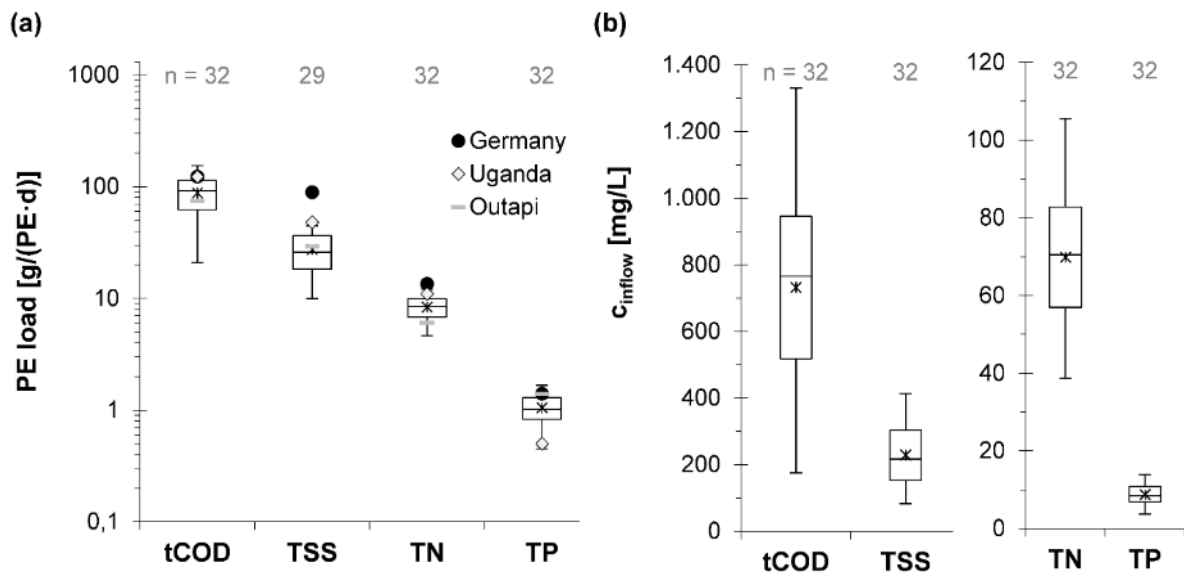 (a)
PE load [g/(PE·d)]
1000
100
10
1
0,1
n = 32 29 32 32
Germany
Uganda
Outapi
tCOD TSS TN TP
(b)
c_inflow [mg/L]
1.400
1.200
1.000
800
600
400
200
0
n = 32 32
tCOD TSS
120
100
80
60
40
20
0
32 32
TN TP